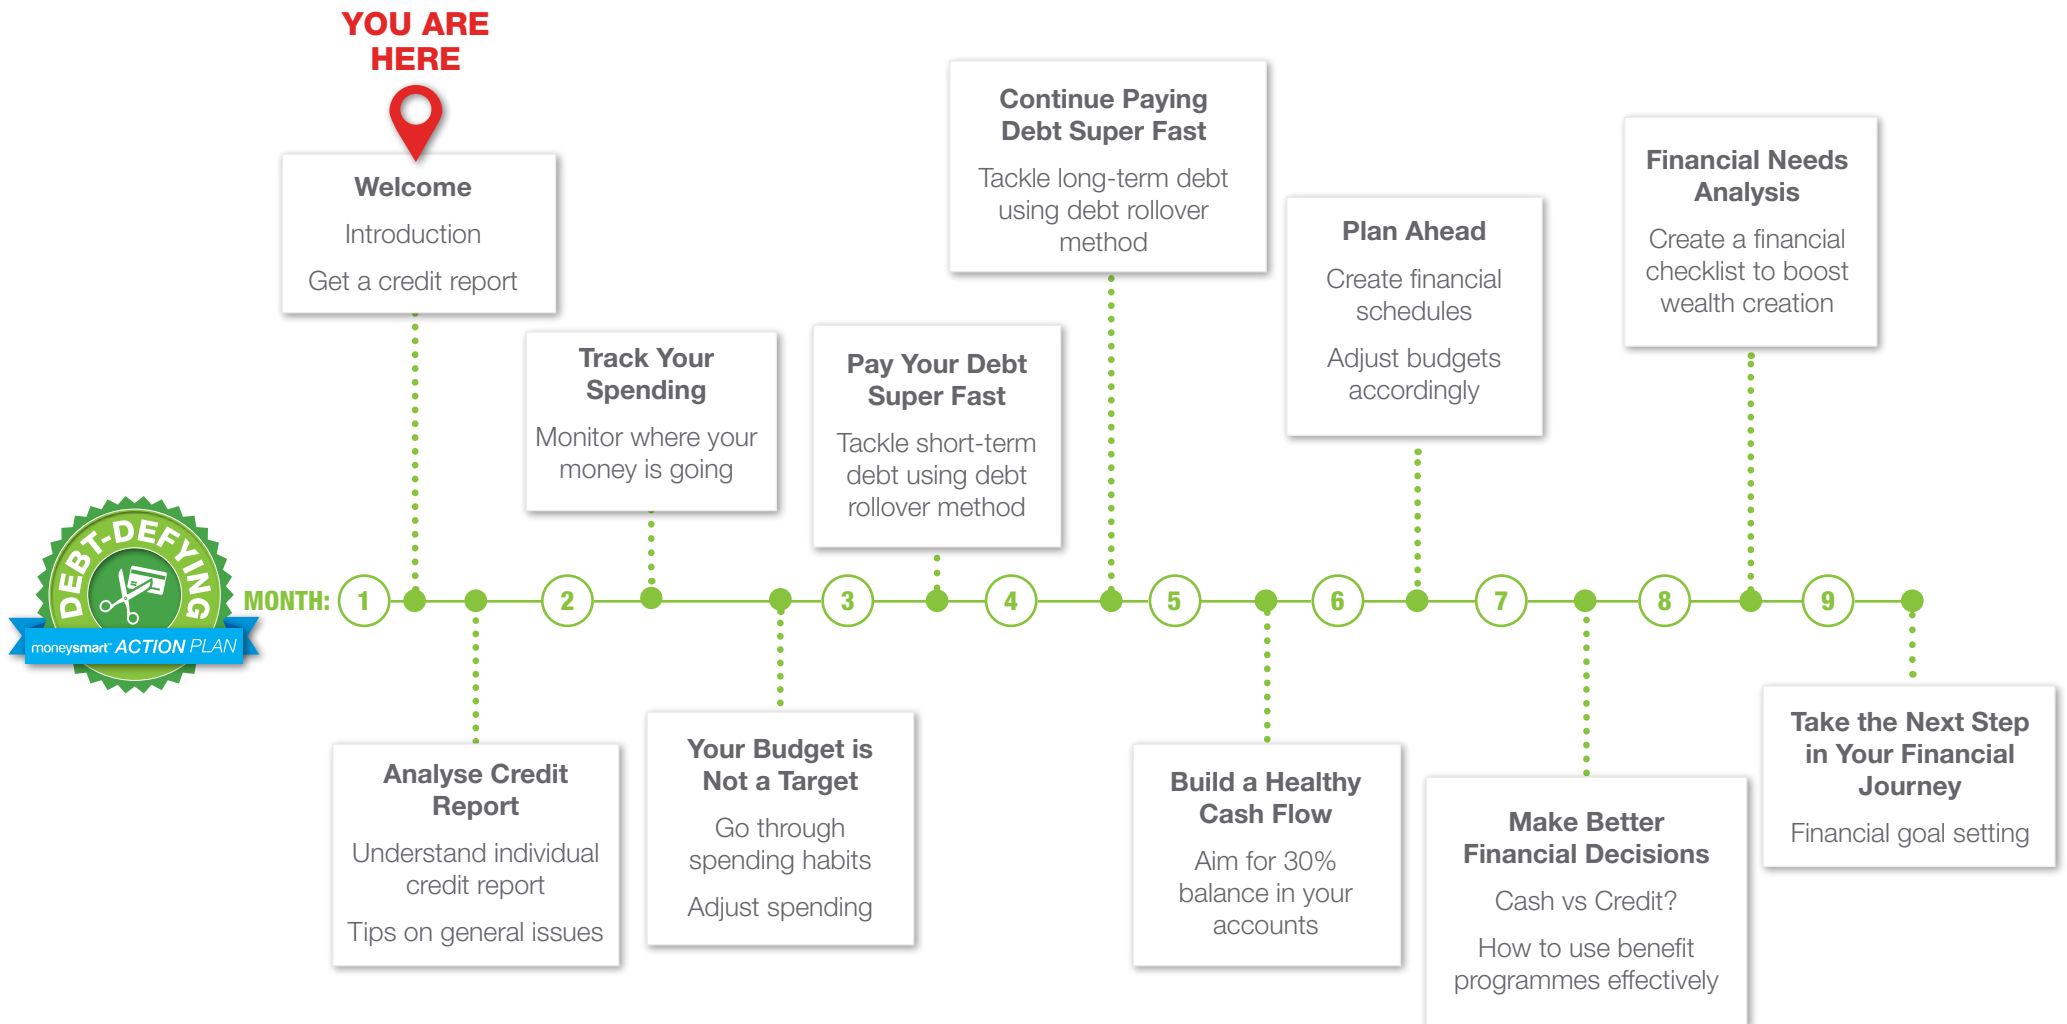 YOU ARE
HERE
Welcome
Introduction
Get a credit report
Track Your
Spending
Monitor where your
money is going
Pay Your Debt
Super Fast
Tackle short-term
debt using debt
rollover method
Continue Paying
Debt Super Fast
Tackle long-term debt
using debt rollover
method
Plan Ahead
Create financial
schedules
Adjust budgets
accordingly
Financial Needs
Analysis
Create a financial
checklist to boost
wealth creation
DEBT-DEFYING
moneysmart™ ACTION PLAN
MONTH: 1 2 3 4 5 6 7 8 9
Analyse Credit
Report
Understand individual
credit report
Tips on general issues
Your Budget is
Not a Target
Go through
spending habits
Adjust spending
Build a Healthy
Cash Flow
Aim for 30%
balance in your
accounts
Make Better
Financial Decisions
Cash vs Credit?
How to use benefit
programmes effectively
Take the Next Step
in Your Financial
Journey
Financial goal setting